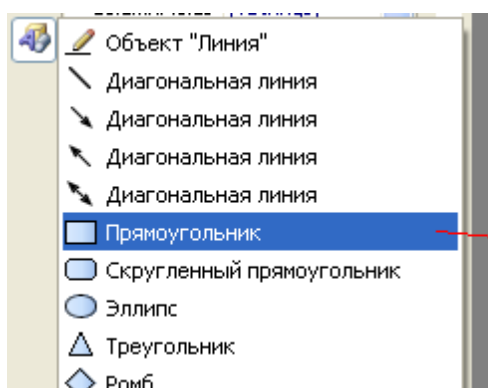 Объект "Линия"
Диагональная линия
Диагональная линия
Диагональная линия
Диагональная линия
Прямоугольник
Скругленный прямоугольник
Эллипс
Треугольник
Ромб